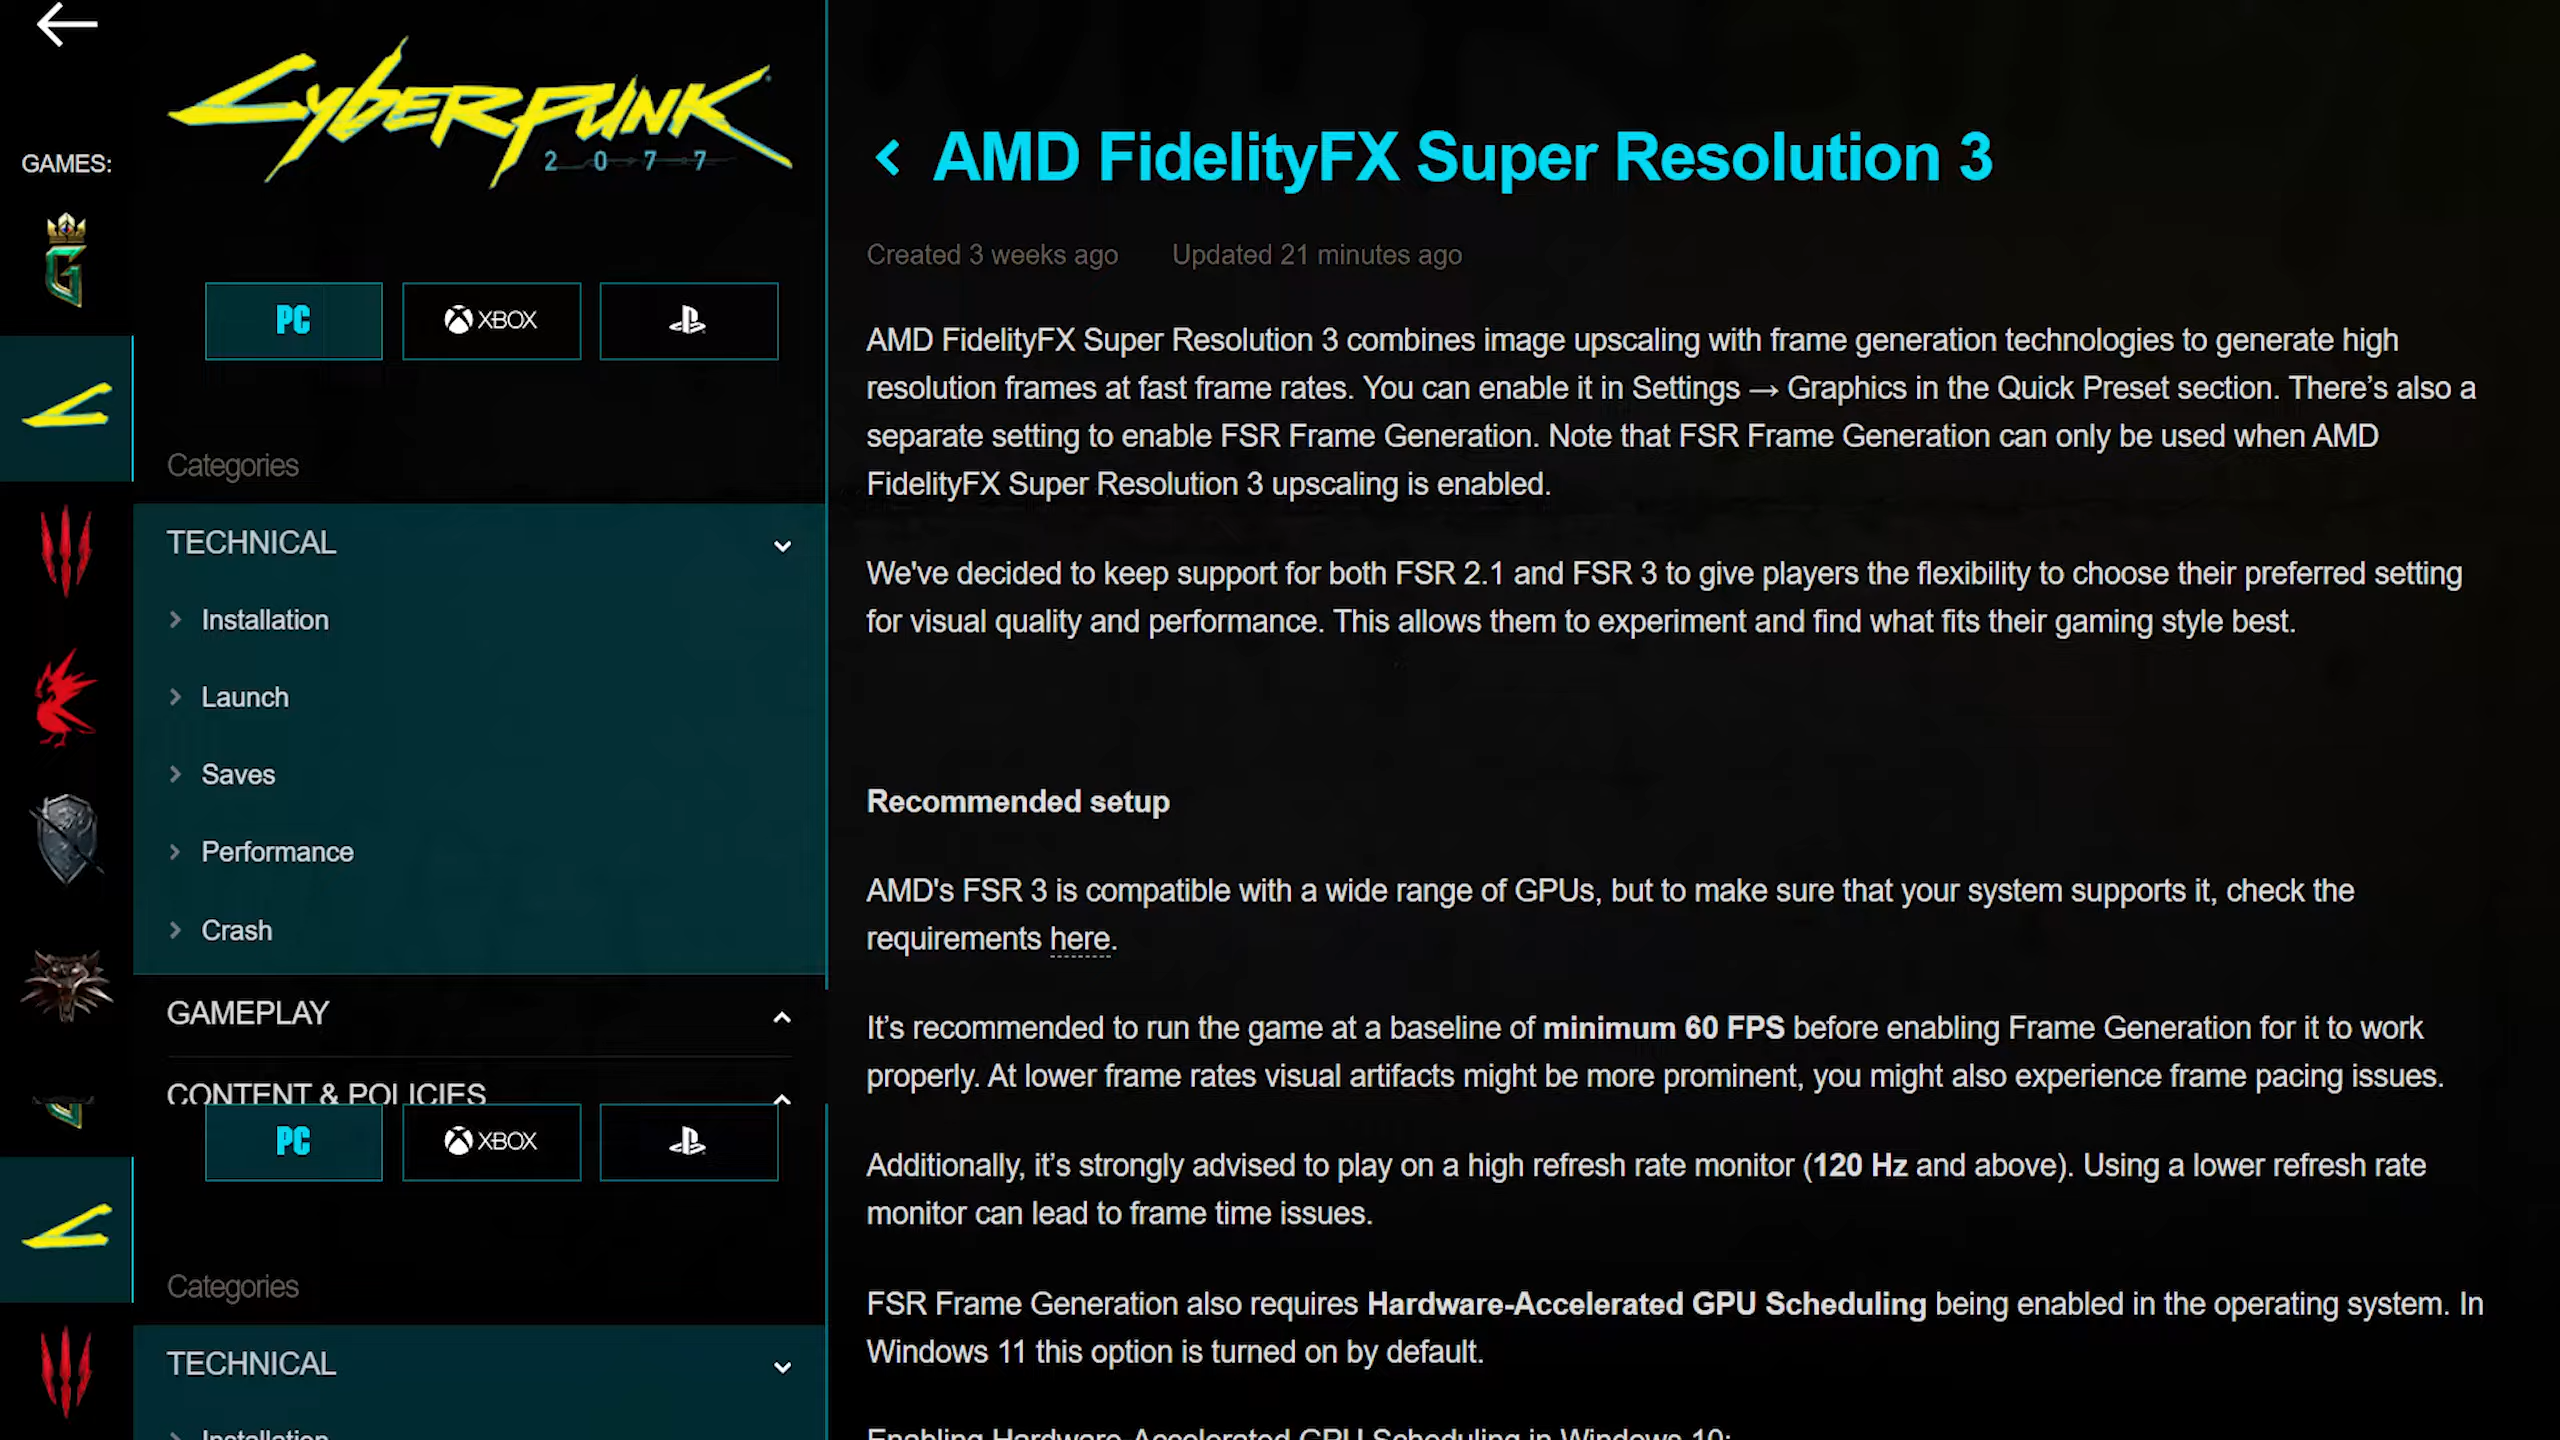 GAMES:
CYBERPUNK
2077
PC
XBOX
Categories
TECHNICAL
Installation
Launch
Saves
Performance
Crash
GAMEPLAY
CONTENT & POLICIES
PC
XBOX
Categories
TECHNICAL
Installation
AMD FidelityFX Super Resolution 3
Created 3 weeks ago Updated 21 minutes ago
AMD FidelityFX Super Resolution 3 combines image upscaling with frame generation technologies to generate high
resolution frames at fast frame rates. You can enable it in Settings → Graphics in the Quick Preset section. There’s also a
separate setting to enable FSR Frame Generation. Note that FSR Frame Generation can only be used when AMD
FidelityFX Super Resolution 3 upscaling is enabled.
We've decided to keep support for both FSR 2.1 and FSR 3 to give players the flexibility to choose their preferred setting
for visual quality and performance. This allows them to experiment and find what fits their gaming style best.
Recommended setup
AMD's FSR 3 is compatible with a wide range of GPUs, but to make sure that your system supports it, check the
requirements here.
It’s recommended to run the game at a baseline of minimum 60 FPS before enabling Frame Generation for it to work
properly. At lower frame rates visual artifacts might be more prominent, you might also experience frame pacing issues.
Additionally, it’s strongly advised to play on a high refresh rate monitor (120 Hz and above). Using a lower refresh rate
monitor can lead to frame time issues.
FSR Frame Generation also requires Hardware-Accelerated GPU Scheduling being enabled in the operating system. In
Windows 11 this option is turned on by default.
Enabling Hardware-Accelerated GPU Scheduling in Windows 10: